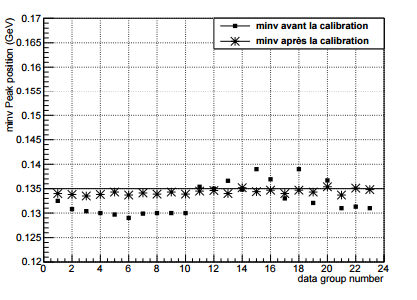 minv avant la calibration
minv après la calibration
minv Peak position (GeV)
0.17
0.165
0.16
0.155
0.15
0.145
0.14
0.135
0.13
0.125
0.12
0 2 4 6 8 10 12 14 16 18 20 22 24
data group number